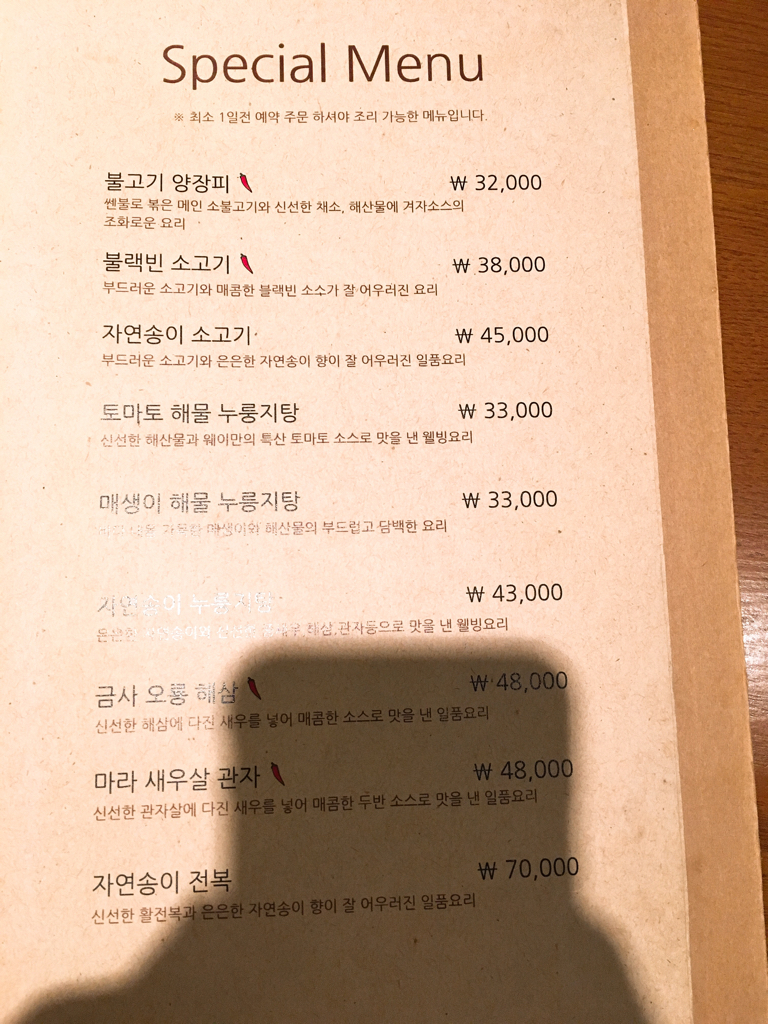 Special Menu
※ 최소 1일전 예약 주문 하셔야 조리 가능한 메뉴입니다.
불고기 양장피 ₩ 32,000
쎈불로 볶은 메인 소불고기와 신선한 채소, 해산물에 겨자소스의
조화로운 요리
불랙빈 소고기 ₩ 38,000
부드러운 소고기와 매콤한 블랙빈 소스가 잘 어우러진 요리
자연송이 소고기 ₩ 45,000
부드러운 소고기와 은은한 자연송이 향이 잘 어우러진 일품요리
토마토 해물 누룽지탕 ₩ 33,000
신선한 해산물과 웨이만의 특산 토마토 소스로 맛을 낸 웰빙요리
매생이 해물 누룽지탕 ₩ 33,000
매생이와 해산물의 부드럽고 담백한 요리
자연송이 누룽지탕 ₩ 43,000
은은한 자연송이와 해삼,관자등으로 맛을 낸 웰빙요리
금사 오룡 해삼 ₩ 48,000
신선한 해삼에 다진 새우를 넣어 매콤한 소스로 맛을 낸 일품요리
마라 새우살 관자 ₩ 48,000
신선한 관자살에 다진 새우를 넣어 매콤한 두반 소스로 맛을 낸 일품요리
자연송이 전복 ₩ 70,000
신선한 활전복과 은은한 자연송이 향이 잘 어우러진 일품요리